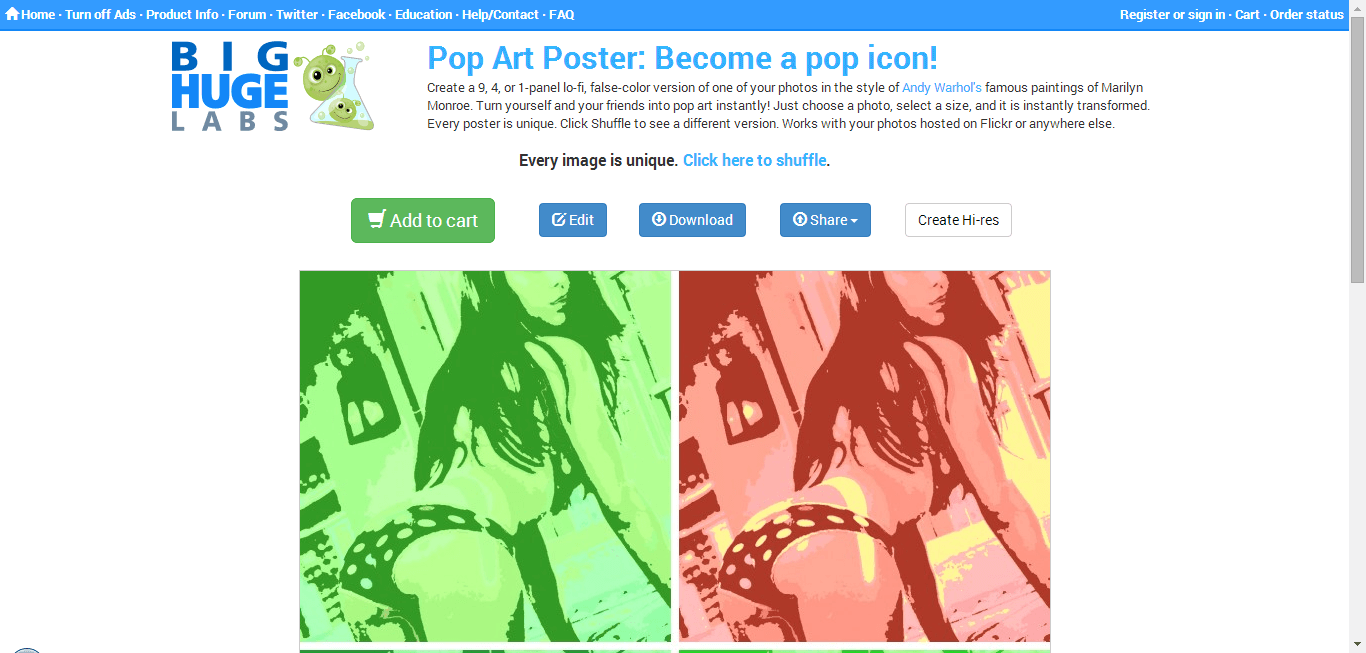 Home · Turn off Ads · Product Info · Forum · Twitter · Facebook · Education · Help/Contact · FAQ
Register or sign in · Cart · Order status
BIG
HUGE
LABS
Pop Art Poster: Become a pop icon!
Create a 9, 4, or 1-panel lo-fi, false-color version of one of your photos in the style of Andy Warhol's famous paintings of Marilyn
Monroe. Turn yourself and your friends into pop art instantly! Just choose a photo, select a size, and it is instantly transformed.
Every poster is unique. Click Shuffle to see a different version. Works with your photos hosted on Flickr or anywhere else.
Every image is unique. Click here to shuffle.
Add to cart
Edit
Download
Share
Create Hi-res